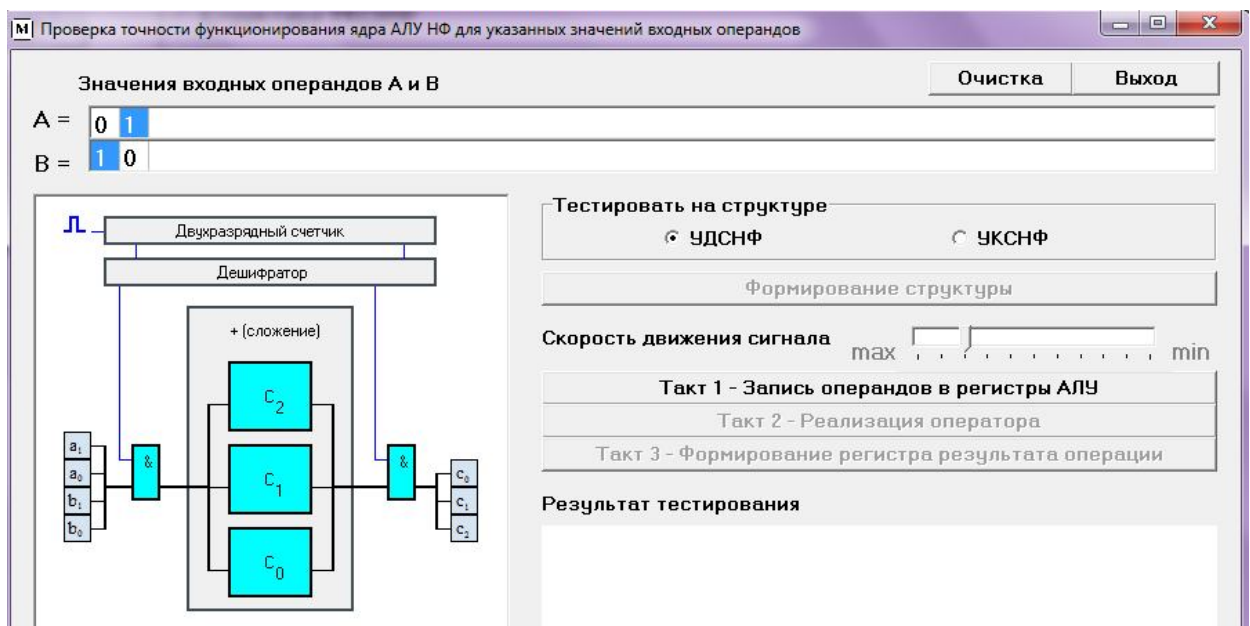 M Проверка точности функционирования ядра АЛУ НФ для указанных значений входных операндов
Значения входных операндов А и В
Очистка
Выход
A = 0 1
B = 1 0
Двухразрядный счетчик
Дешифратор
+ (сложение)
C2
C1
C0
&
&
a1
a0
b1
b0
c0
c1
c2
Тестировать на структуре
УДСНФ
УКСНФ
Формирование структуры
Скорость движения сигнала
max
min
Такт 1 - Запись операндов в регистры АЛУ
Такт 2 - Реализация оператора
Такт 3 - Формирование регистра результата операции
Результат тестирования